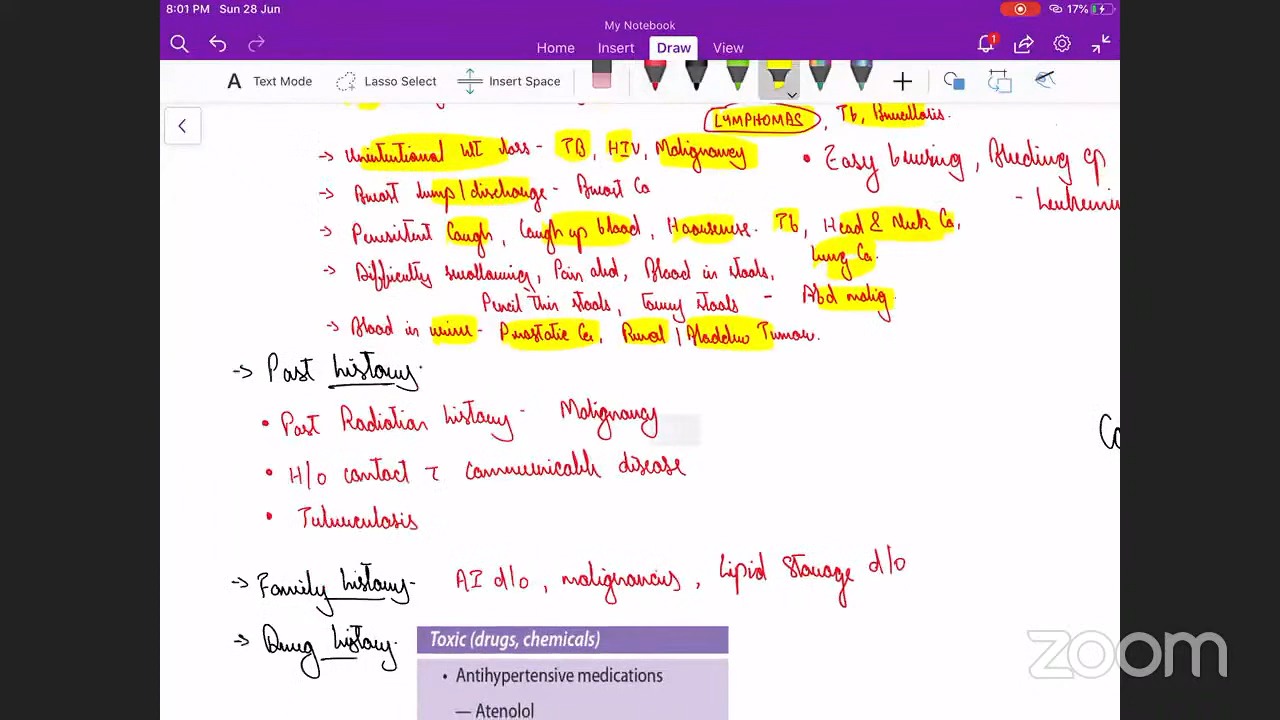 8:01 PM Sun 28 Jun
17%
My Notebook
Home Insert Draw View
1
A Text Mode Lasso Select Insert Space
LYMPHOMAS, Tb, Brucellosis.
→ Unintentional Wt loss - TB, HIV, Malignancy
• Easy bruising, Bleeding ep
- Leukemia
→ Breast lump/discharge - Breast Ca
→ Persistent Cough, Cough up blood, Hoarseness. Tb, Head & Neck Ca,
Lung Ca.
→ Difficulty swallowing, Pain abd, Blood in stools,
Pencil thin stools, tarry stools - Abd malig.
→ Blood in urine - Prostatic Ca, Renal / Bladder Tumour.
→ Past history.
• Past Radiation history - Malignancy
• H/o contact c communicable disease
• Tuberculosis
→ Family history - AI d/o, malignancies, Lipid Storage d/o
→ Drug history.
Toxic (drugs, chemicals)
• Antihypertensive medications
— Atenolol
zoom